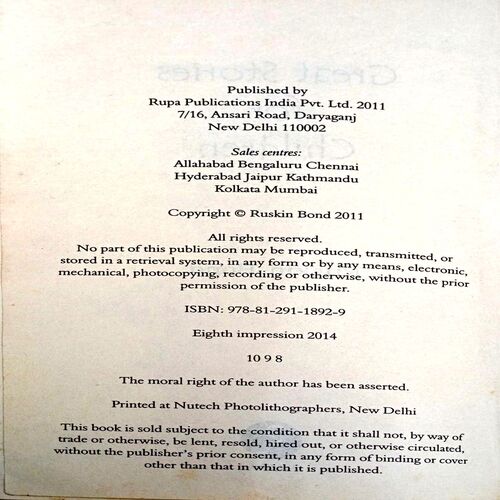 Great Stories
Children
Published by
Rupa Publications India Pvt. Ltd. 2011
7/16, Ansari Road, Daryaganj
New Delhi 110002
Sales centres:
Allahabad Bengaluru Chennai
Hyderabad Jaipur Kathmandu
Kolkata Mumbai
Copyright © Ruskin Bond 2011
All rights reserved.
No part of this publication may be reproduced, transmitted, or
stored in a retrieval system, in any form or by any means, electronic,
mechanical, photocopying, recording or otherwise, without the prior
permission of the publisher.
ISBN: 978-81-291-1892-9
Eighth impression 2014
10 9 8
The moral right of the author has been asserted.
Printed at Nutech Photolithographers, New Delhi
This book is sold subject to the condition that it shall not, by way of
trade or otherwise, be lent, resold, hired out, or otherwise circulated,
without the publisher's prior consent, in any form of binding or cover
other than that in which it is published.